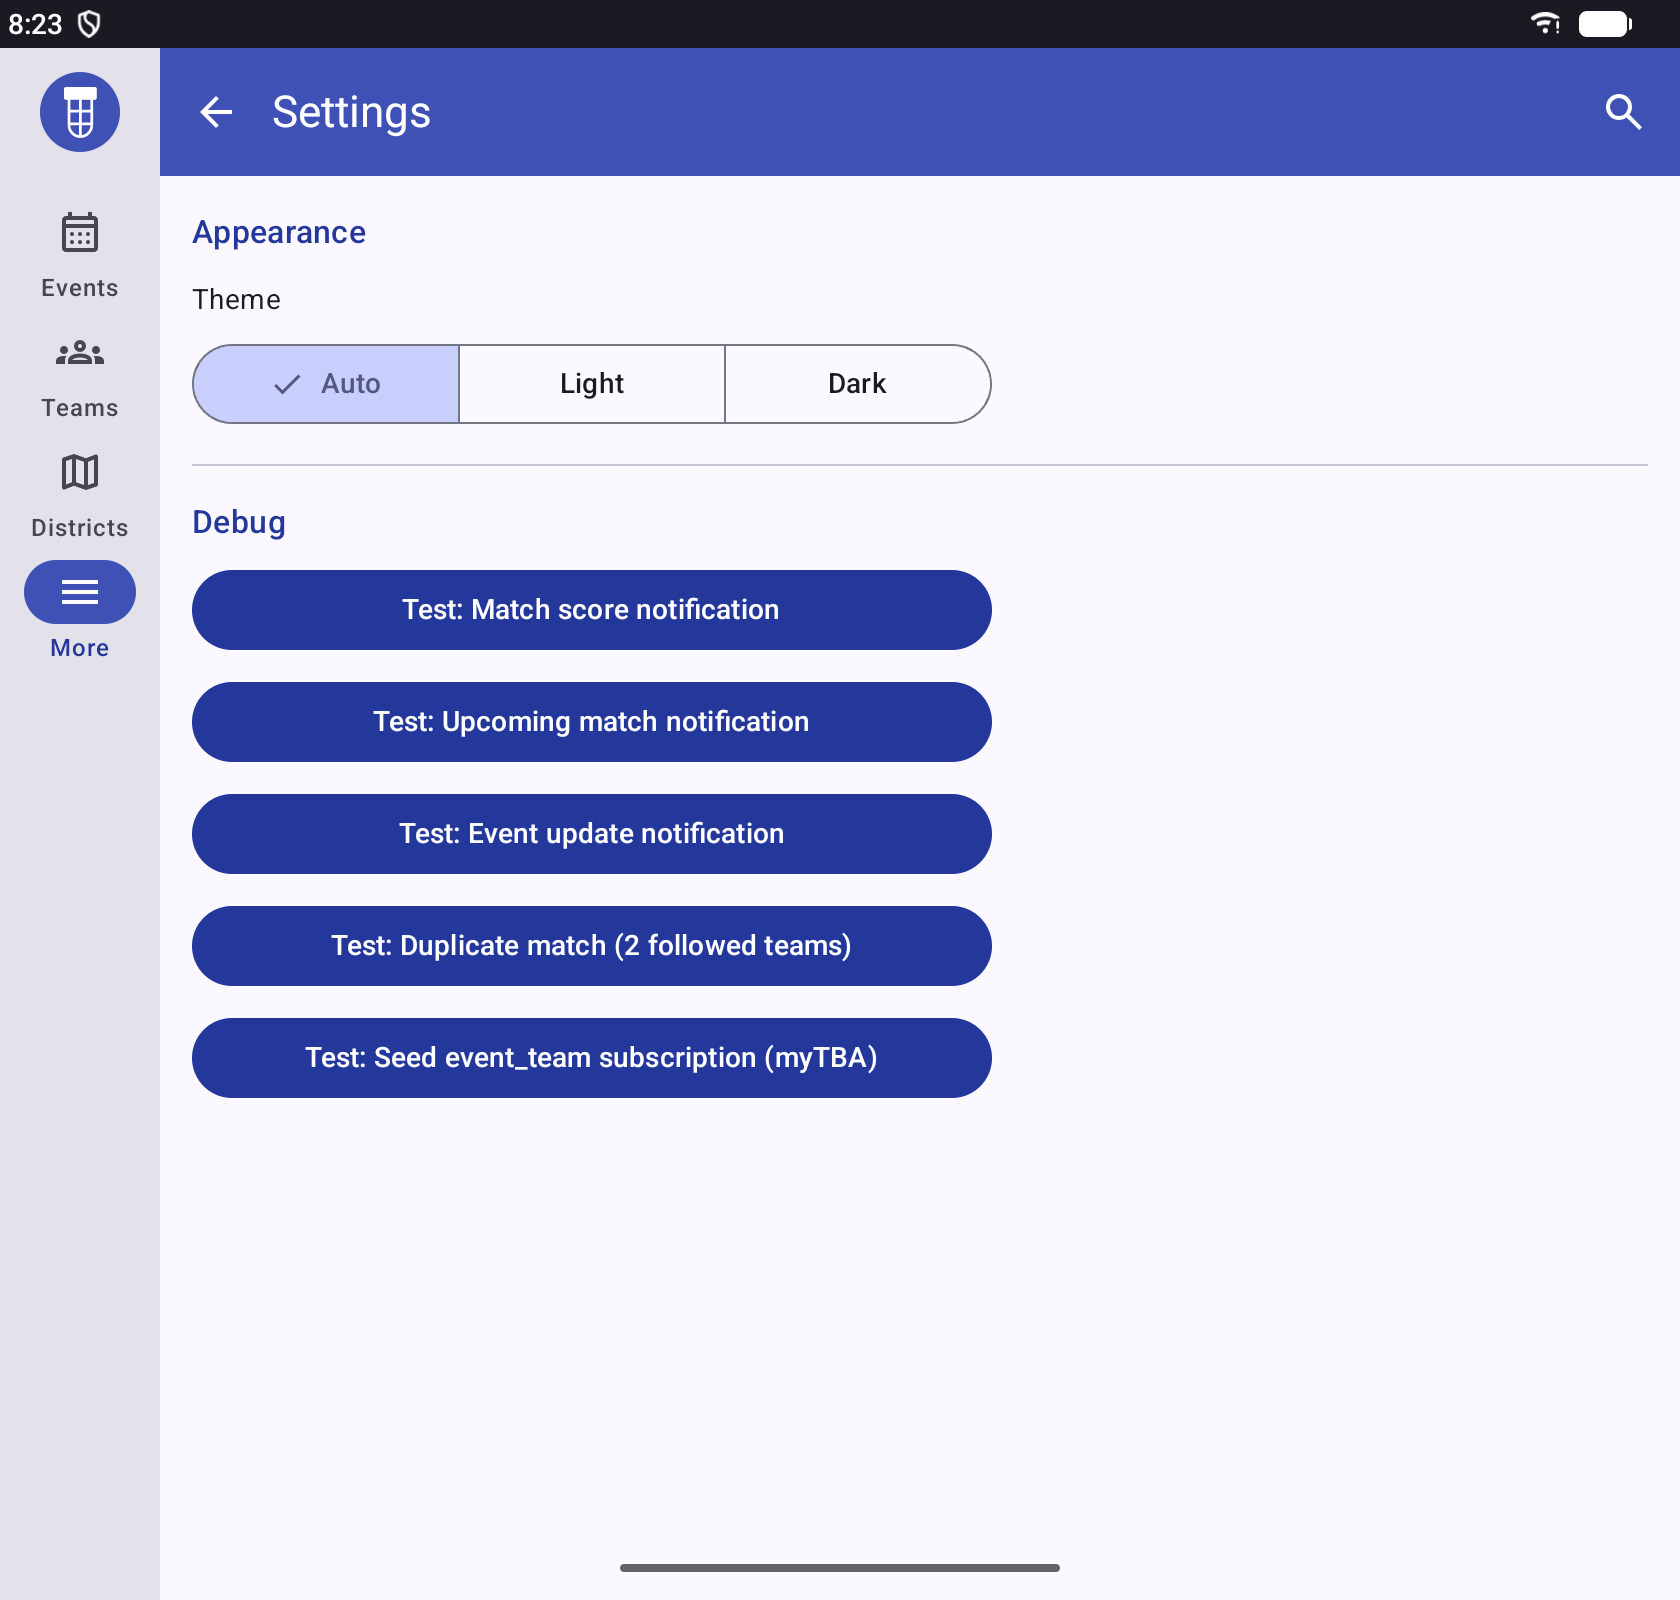 8:23
Settings
Events
Teams
Districts
More
Appearance
Theme
Auto
Light
Dark
Debug
Test: Match score notification
Test: Upcoming match notification
Test: Event update notification
Test: Duplicate match (2 followed teams)
Test: Seed event_team subscription (myTBA)